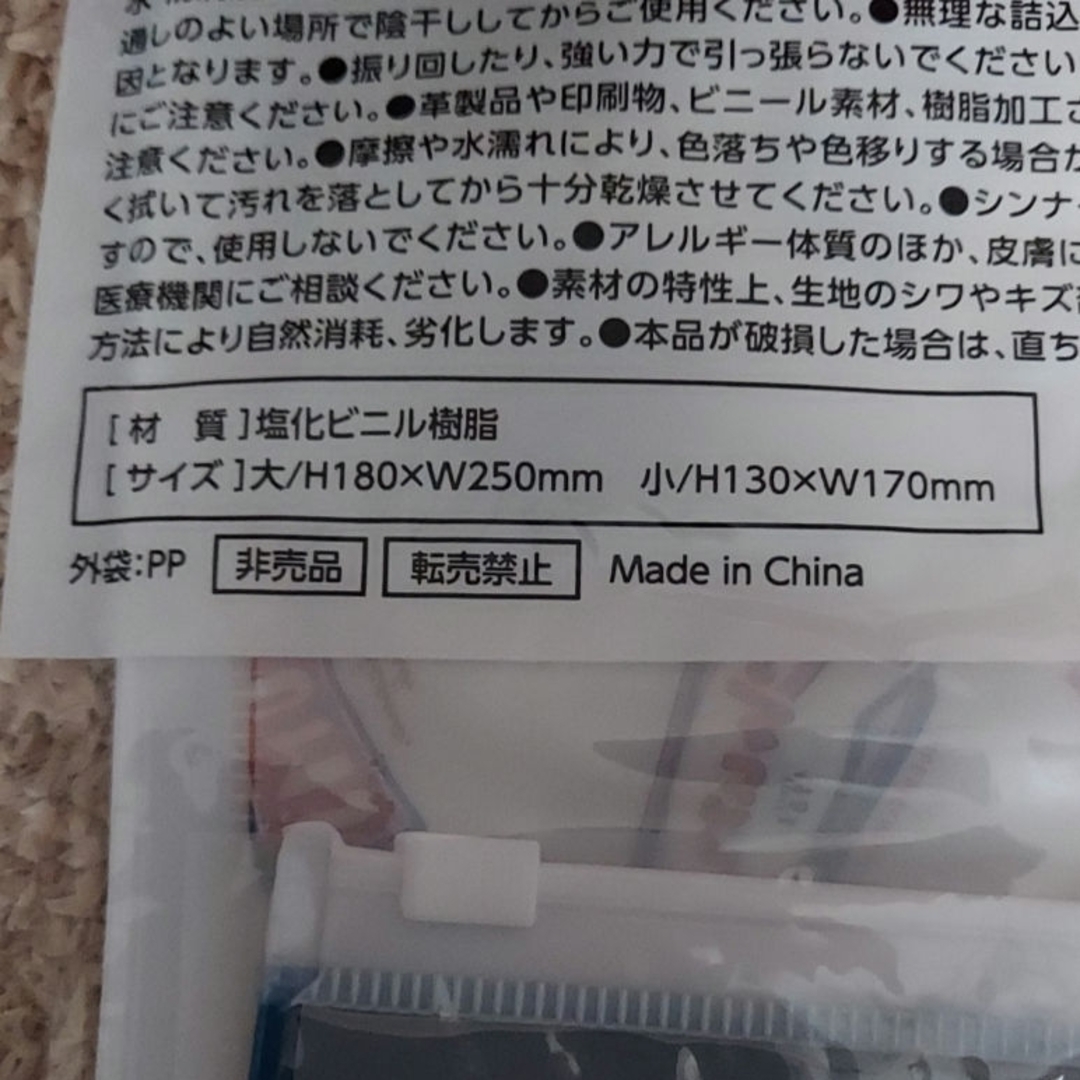 通しのよい場所で陰干ししてからご使用ください。●無理な詰込
因となります。●振り回したり、強い力で引っ張らないでください
にご注意ください。●革製品や印刷物、ビニール素材、樹脂加工さ
注意ください。●摩擦や水濡れにより、色落ちや色移りする場合が
く拭いて汚れを落としてから十分乾燥させてください。●シンナー
すので、使用しないでください。●アレルギー体質のほか、皮膚に
医療機関にご相談ください。●素材の特性上、生地のシワやキズ
方法により自然消耗、劣化します。●本品が破損した場合は、直ち
[材 質]塩化ビニル樹脂
[サイズ]大/H180×W250mm 小/H130×W170mm
外袋:PP 非売品 転売禁止 Made in China